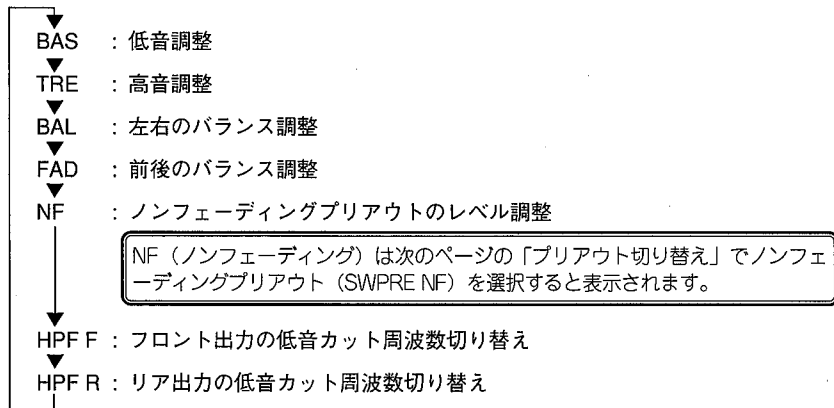 BAS : 低音調整
TRE : 高音調整
BAL : 左右のバランス調整
FAD : 前後のバランス調整
NF : ノンフェーディングプリアウトのレベル調整
NF（ノンフェーディング）は次のページの「プリアウト切り替え」でノンフェ
ーディングプリアウト（SWPRE NF）を選択すると表示されます。
HPF F : フロント出力の低音カット周波数切り替え
HPF R : リア出力の低音カット周波数切り替え